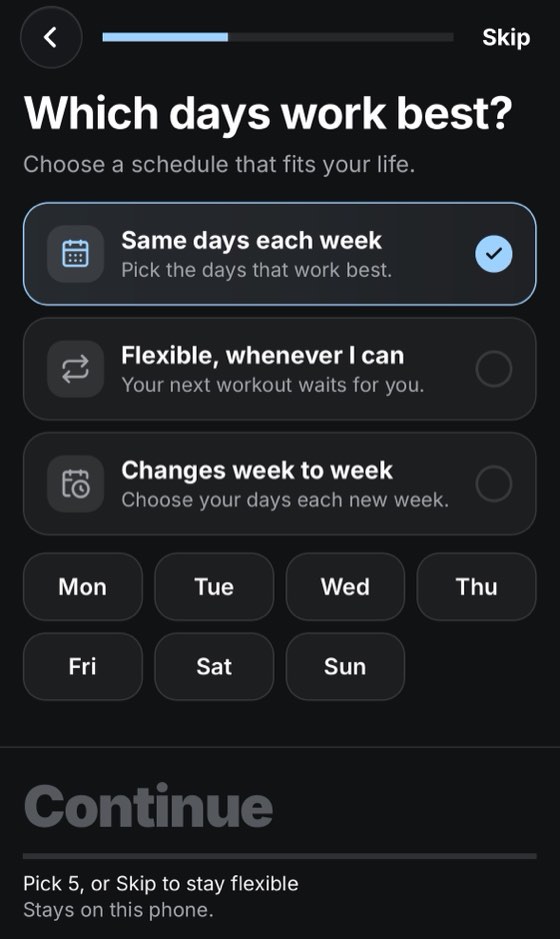 Skip
Which days work best?
Choose a schedule that fits your life.
Same days each week
Pick the days that work best.
Flexible, whenever I can
Your next workout waits for you.
Changes week to week
Choose your days each new week.
Mon Tue Wed Thu
Fri Sat Sun
Continue
Pick 5, or Skip to stay flexible
Stays on this phone.